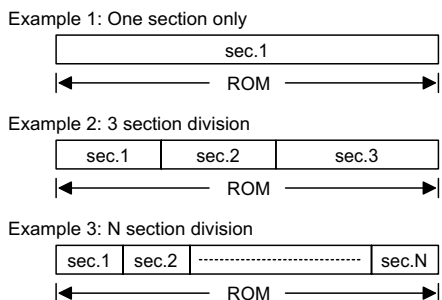 Example 1: One section only
sec.1
ROM
Example 2: 3 section division
sec.1 sec.2 sec.3
ROM
Example 3: N section division
sec.1 sec.2 sec.N
ROM